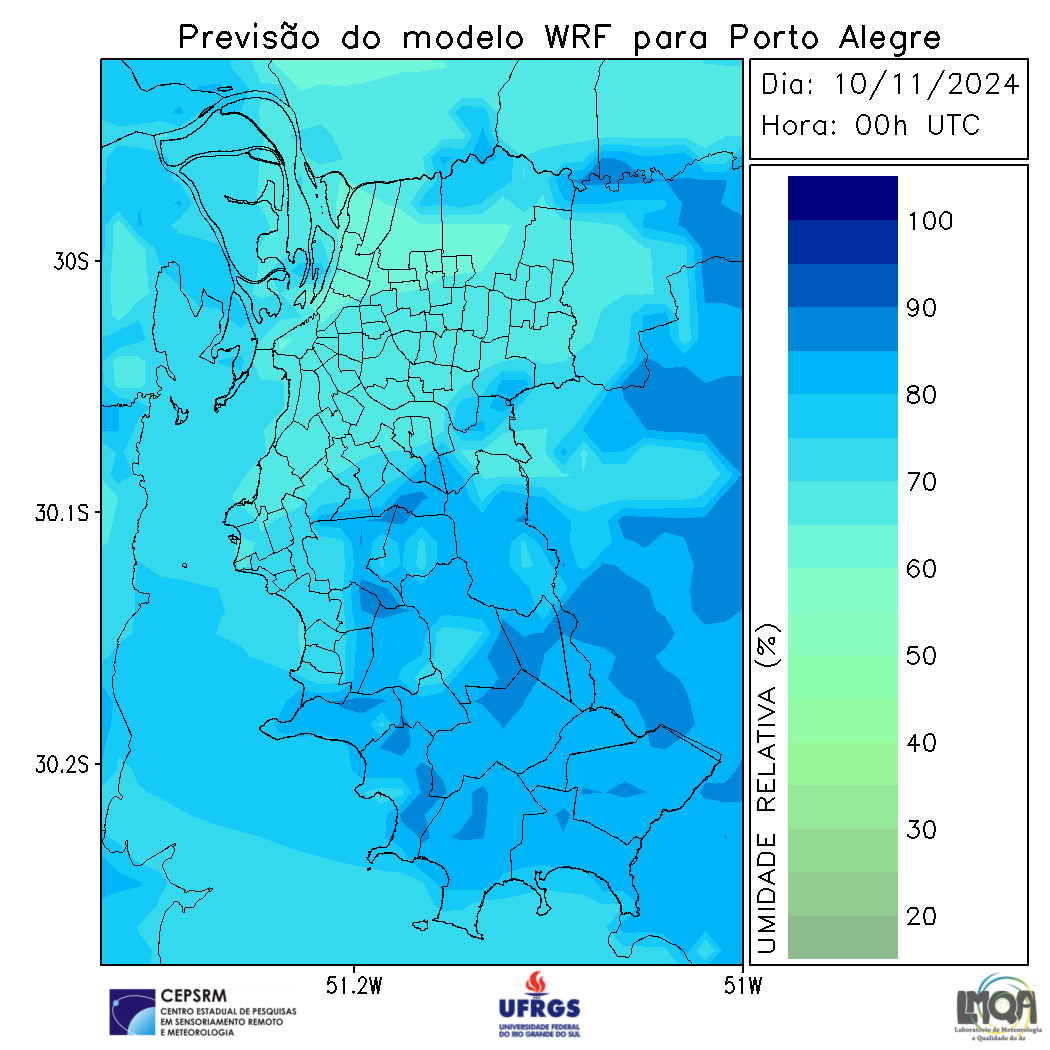 Previsão do modelo WRF para Porto Alegre
Dia: 10/11/2024
Hora: 00h UTC
30S
30.1S
30.2S
51.2W
51W
UMIDADE RELATIVA (%)
100
90
80
70
60
50
40
30
20
CEPSRM
CENTRO ESTADUAL DE PESQUISAS
EM SENSORIAMENTO REMOTO
E METEOROLOGIA
UFRGS
UNIVERSIDADE FEDERAL
DO RIO GRANDE DO SUL
LMQA
Laboratório de Meteorologia
e Qualidade do Ar